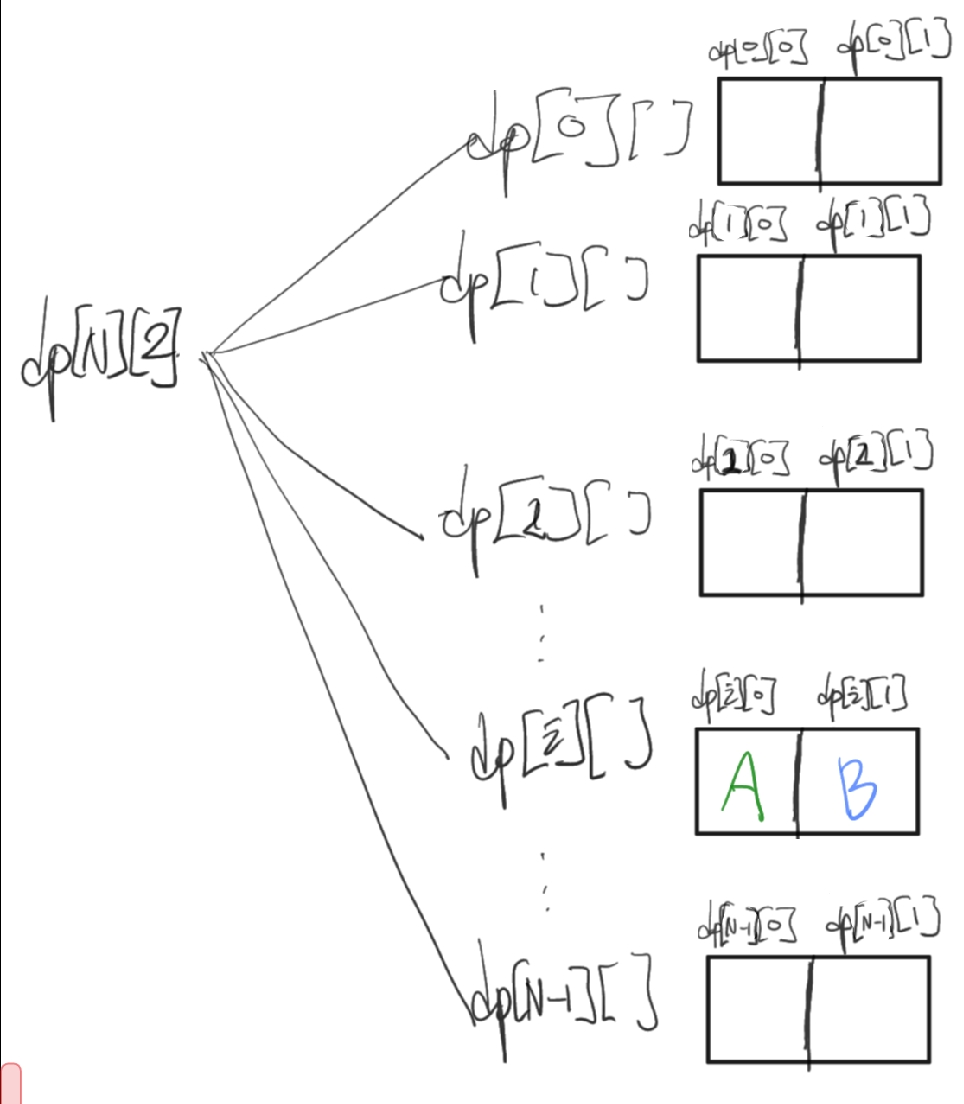 dp[0][0] dp[0][1]
dp[0][ ]
dp[1][0] dp[1][1]
dp[1][ ]
dp[N][2]
dp[2][0] dp[2][1]
dp[2][ ]
dp[i][0] dp[i][1]
dp[i][ ]
A B
dp[N-1][0] dp[N-1][1]
dp[N-1][ ]